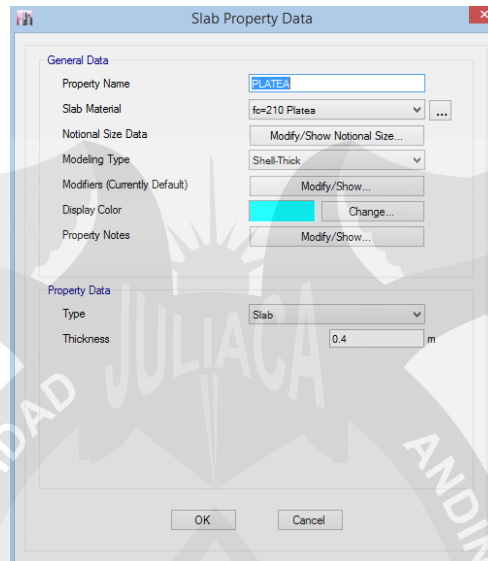 Slab Property Data
General Data
Property Name PLATEA
Slab Material fc=210 Platea ...
Notional Size Data Modify/Show Notional Size...
Modeling Type Shell-Thick
Modifiers (Currently Default) Modify/Show...
Display Color Change...
Property Notes Modify/Show...
Property Data
Type Slab
Thickness 0.4 m
OK Cancel
JULIACA
IDAD
ANDIN